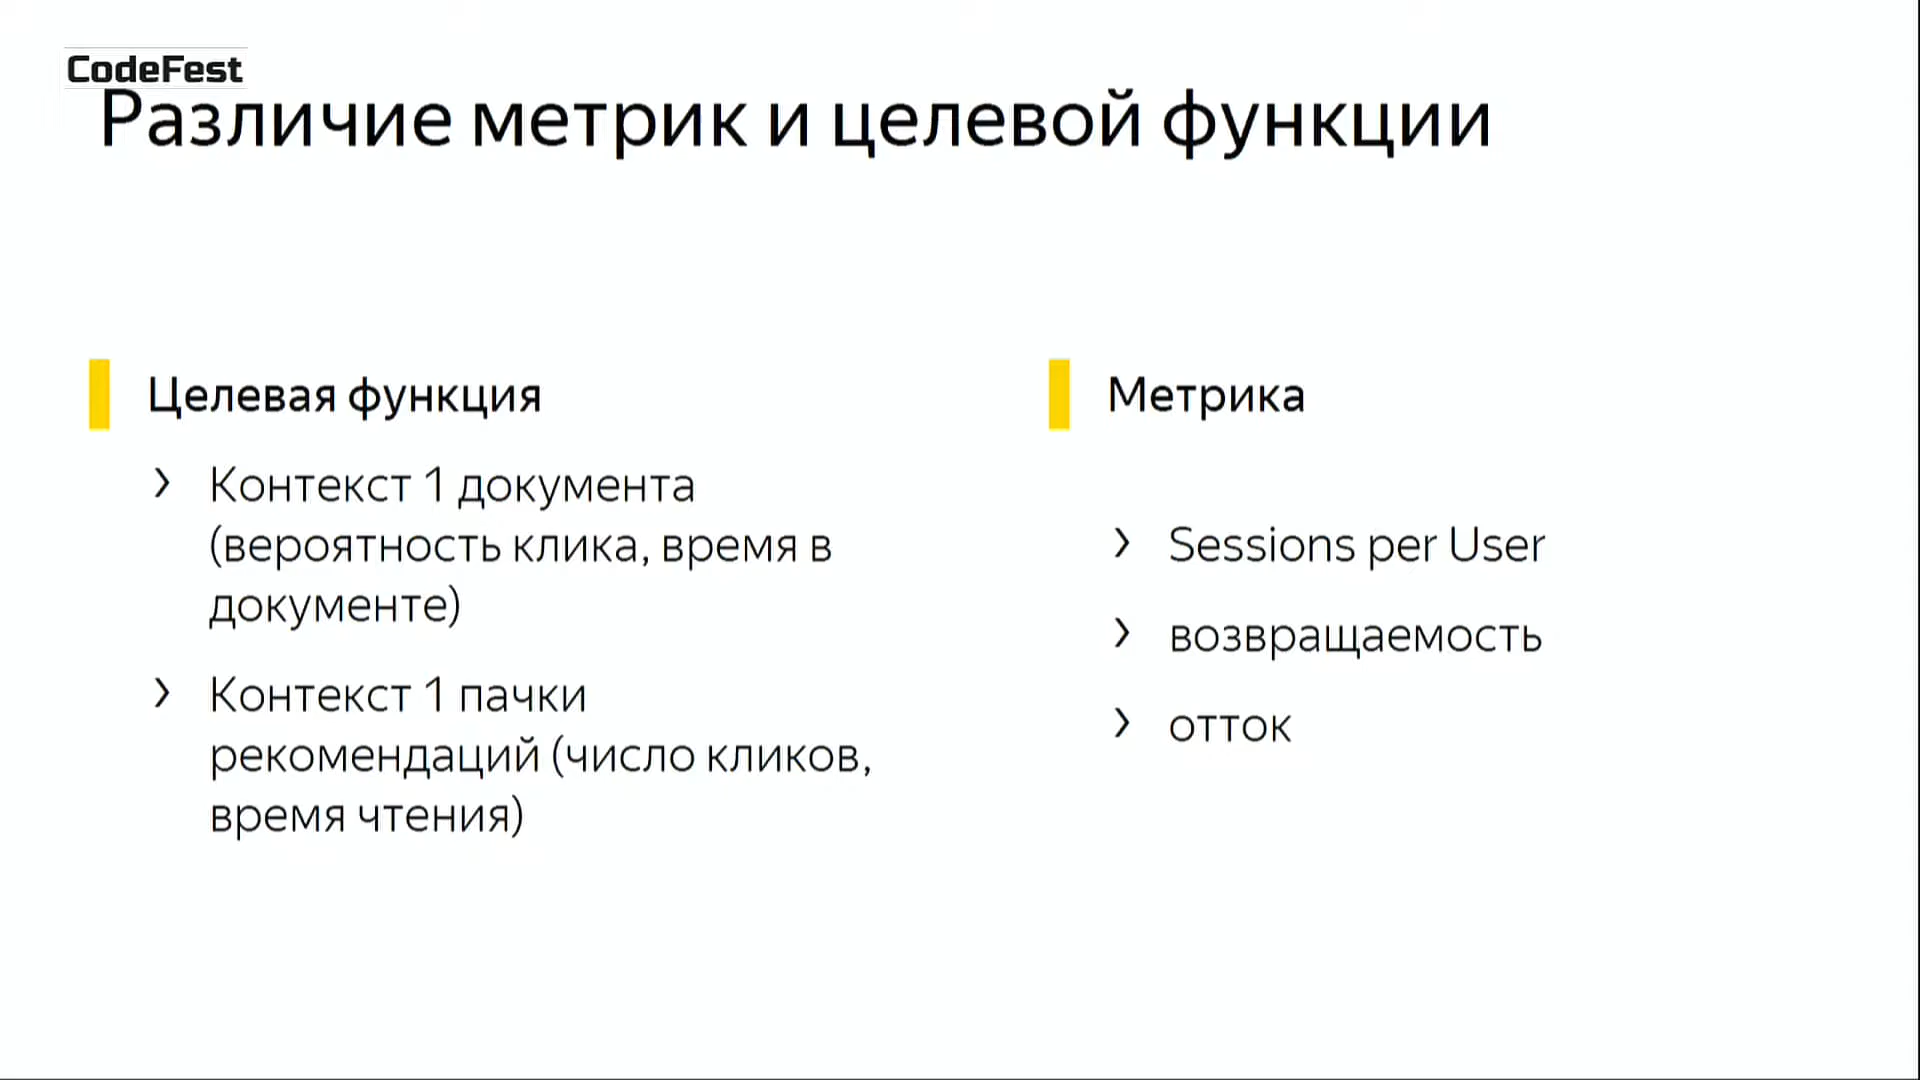 CodeFest
Различие метрик и целевой функции
Целевая функция
› Контекст 1 документа
(вероятность клика, время в
документе)
› Контекст 1 пачки
рекомендаций (число кликов,
время чтения)
Метрика
› Sessions per User
› возвращаемость
› отток